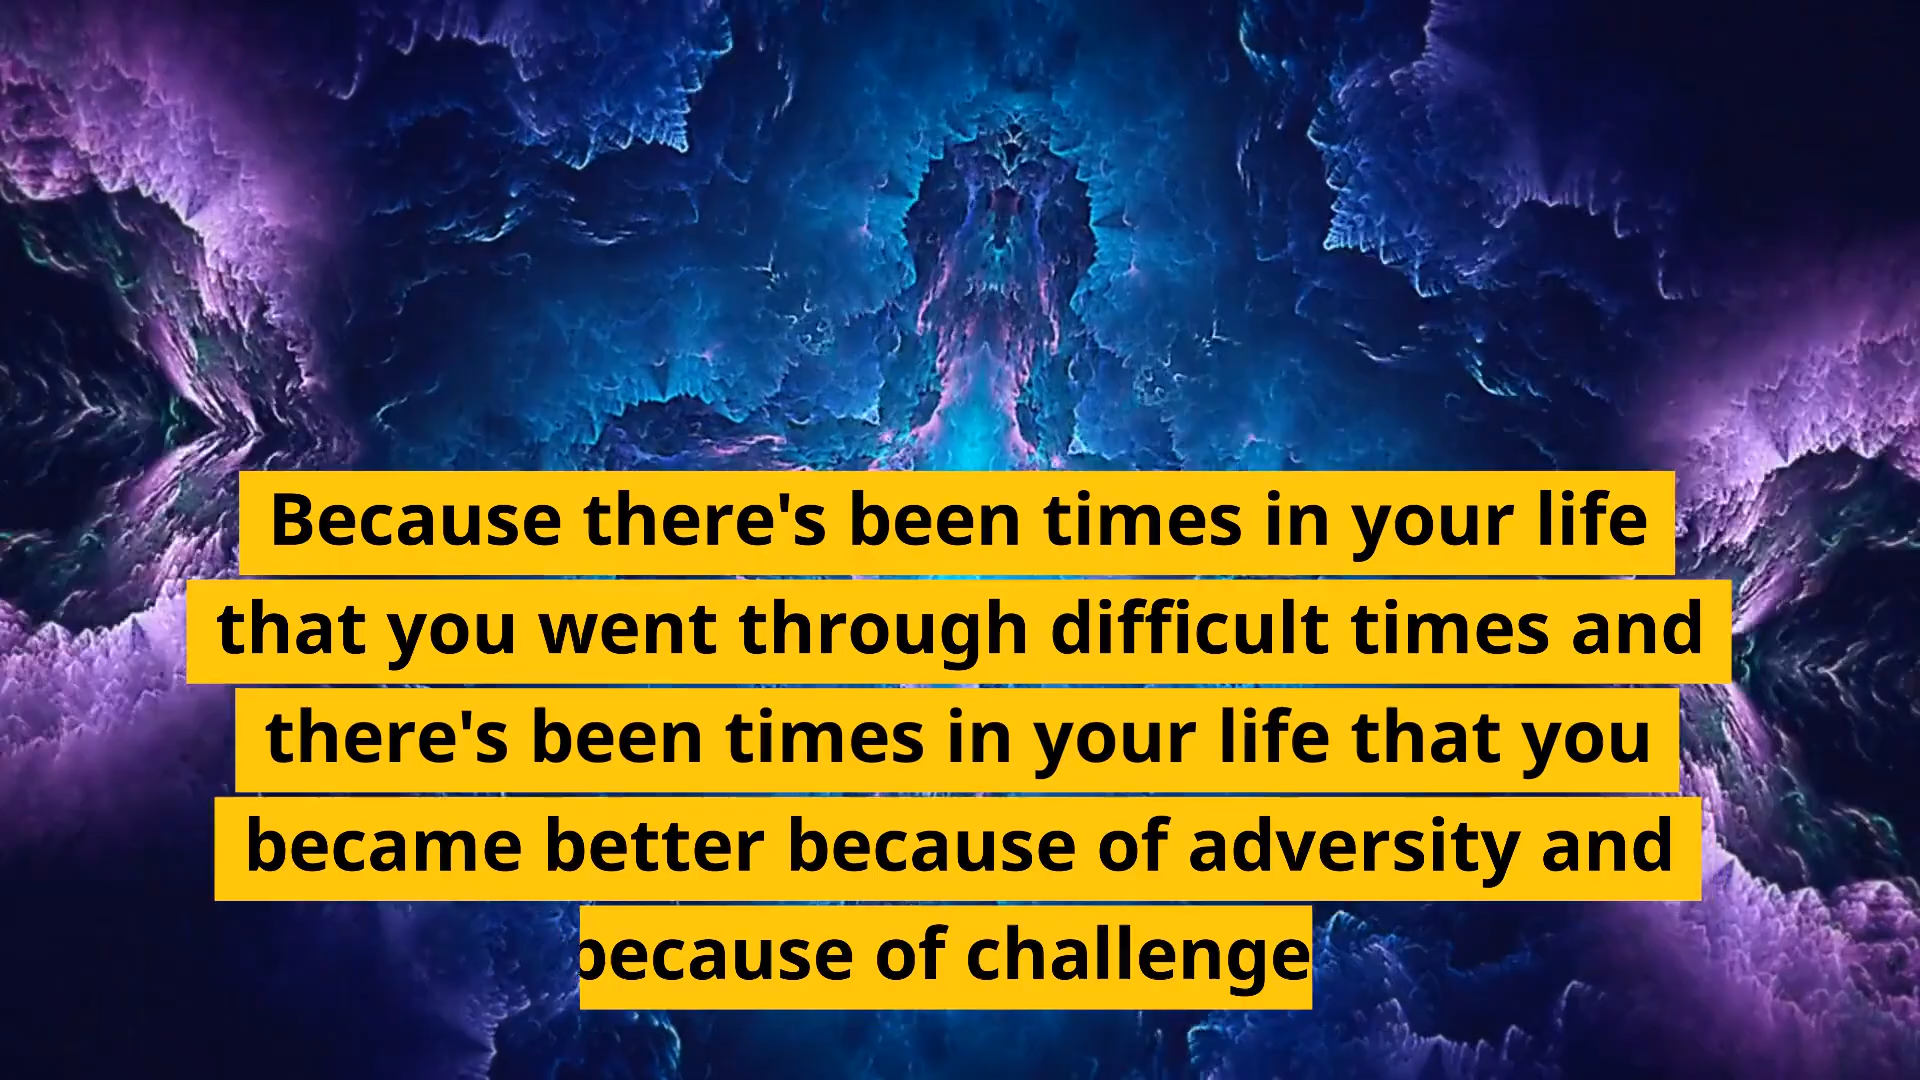 Because there's been times in your life
that you went through difficult times and
there's been times in your life that you
became better because of adversity and
because of challenge